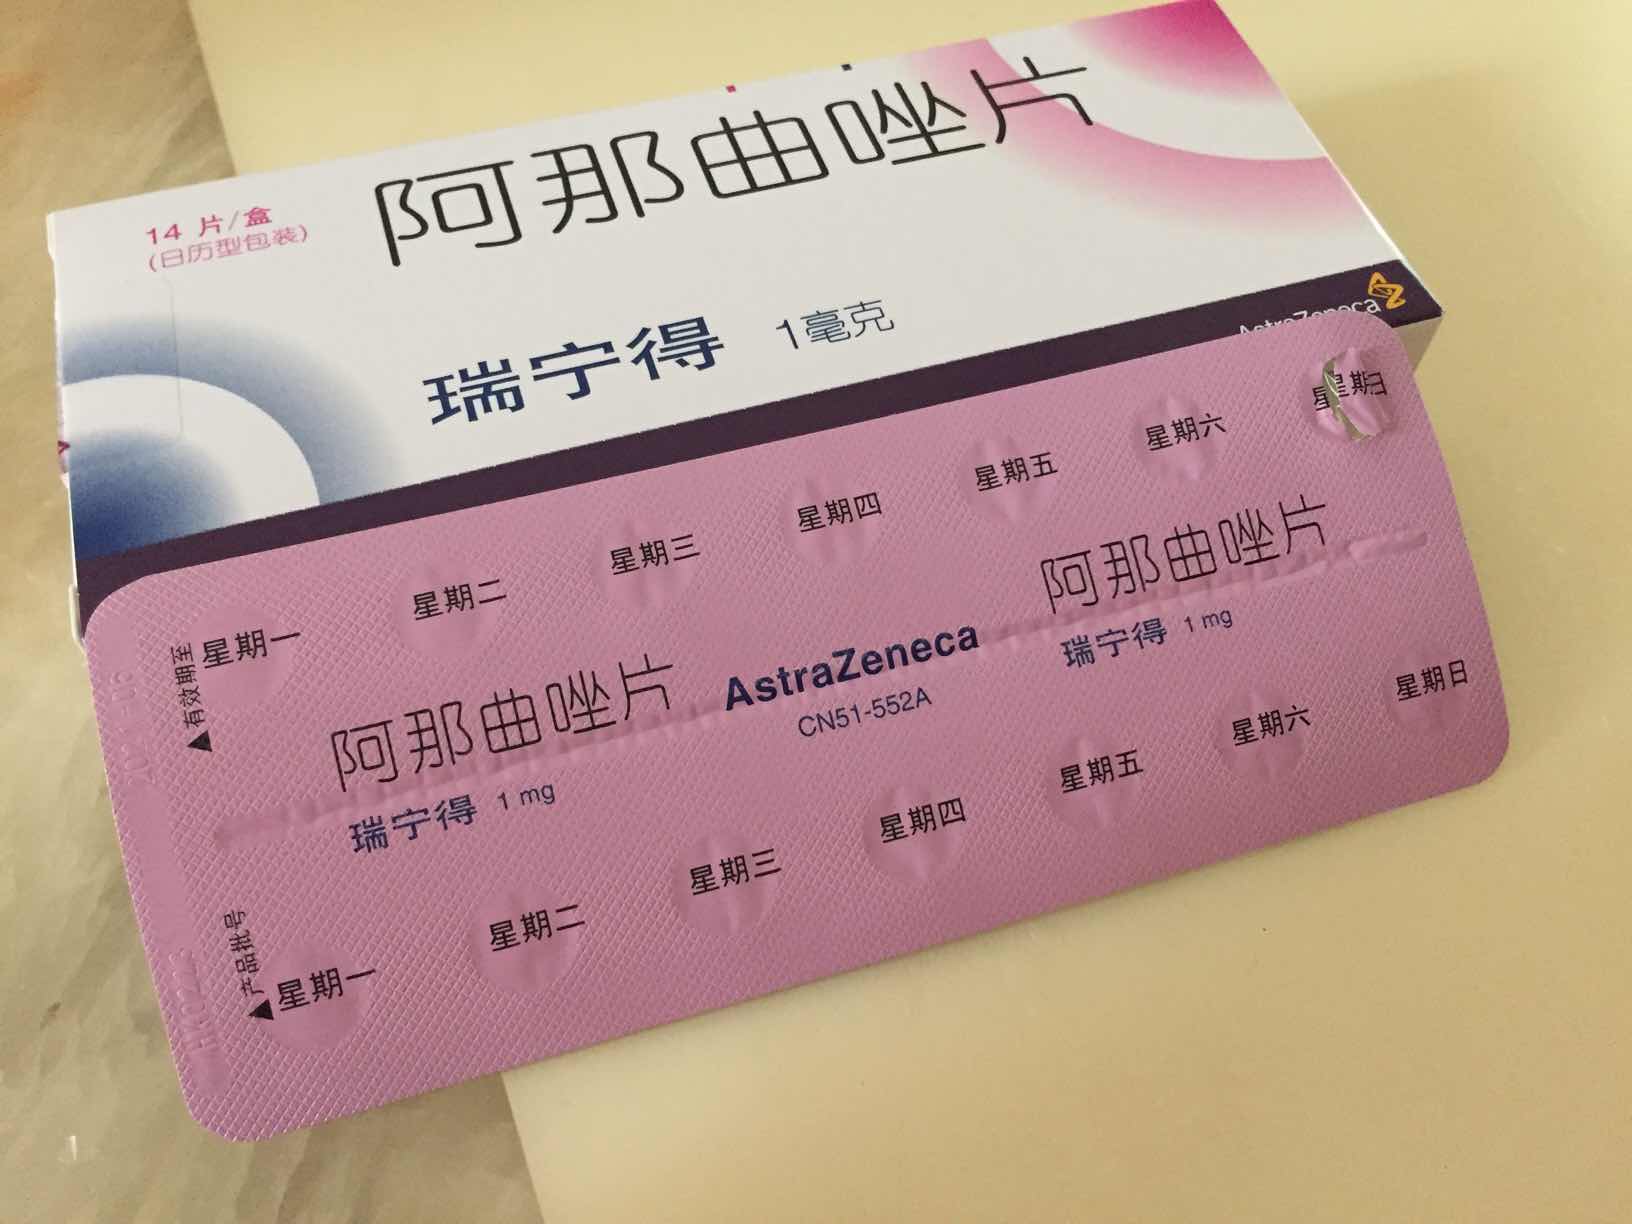 14 片/盒
(日历型包装)
阿那曲唑片
瑞宁得 1毫克
AstraZeneca
▲有效期至
星期一
星期二
星期三
星期四
星期五
星期六
星期日
阿那曲唑片
瑞宁得 1 mg
AstraZeneca
CN51-552A
阿那曲唑片
瑞宁得 1 mg
▲产品批号
星期一
星期二
星期三
星期四
星期五
星期六
星期日